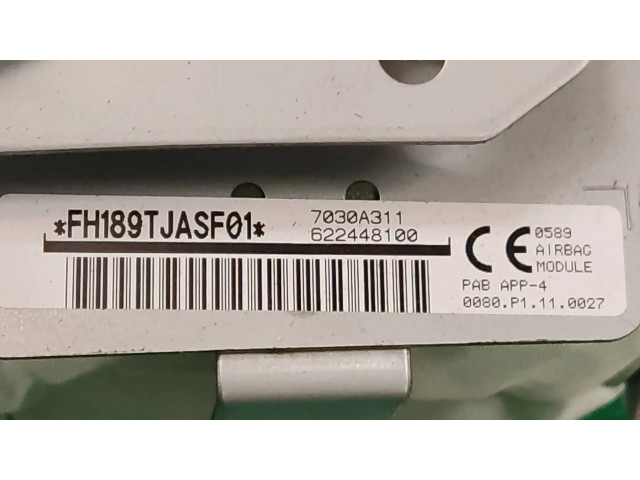 *FH189TJASF01*
7030A311
622448100
CE 0589
AIRBAG
MODULE
PAB APP-4
0080.P1.11.0027